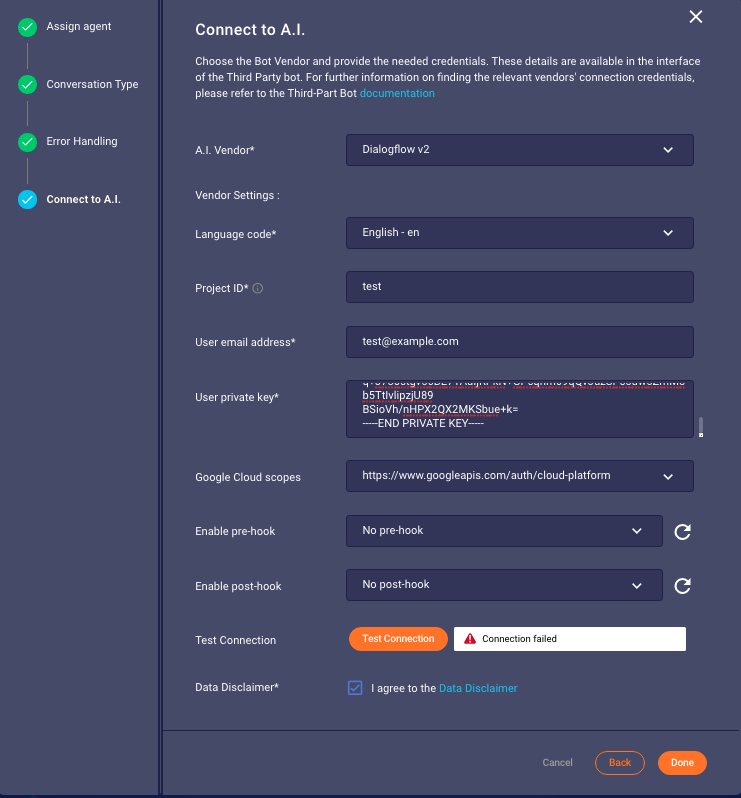 Assign agent
Conversation Type
Error Handling
Connect to A.I.
Connect to A.I.
Choose the Bot Vendor and provide the needed credentials. These details are available in the interface
of the Third Party bot. For further information on finding the relevant vendors' connection credentials,
please refer to the Third-Part Bot documentation
A.I. Vendor*
Dialogflow v2
Vendor Settings :
Language code*
English - en
Project ID*
test
User email address*
test@example.com
User private key*
b5TtIvlipzjU89
BSioVh/nHPX2QX2MKSbue+k=
-----END PRIVATE KEY-----
Google Cloud scopes
https://www.googleapis.com/auth/cloud-platform
Enable pre-hook
No pre-hook
Enable post-hook
No post-hook
Test Connection
Test Connection
Connection failed
Data Disclaimer*
I agree to the Data Disclaimer
Cancel
Back
Done